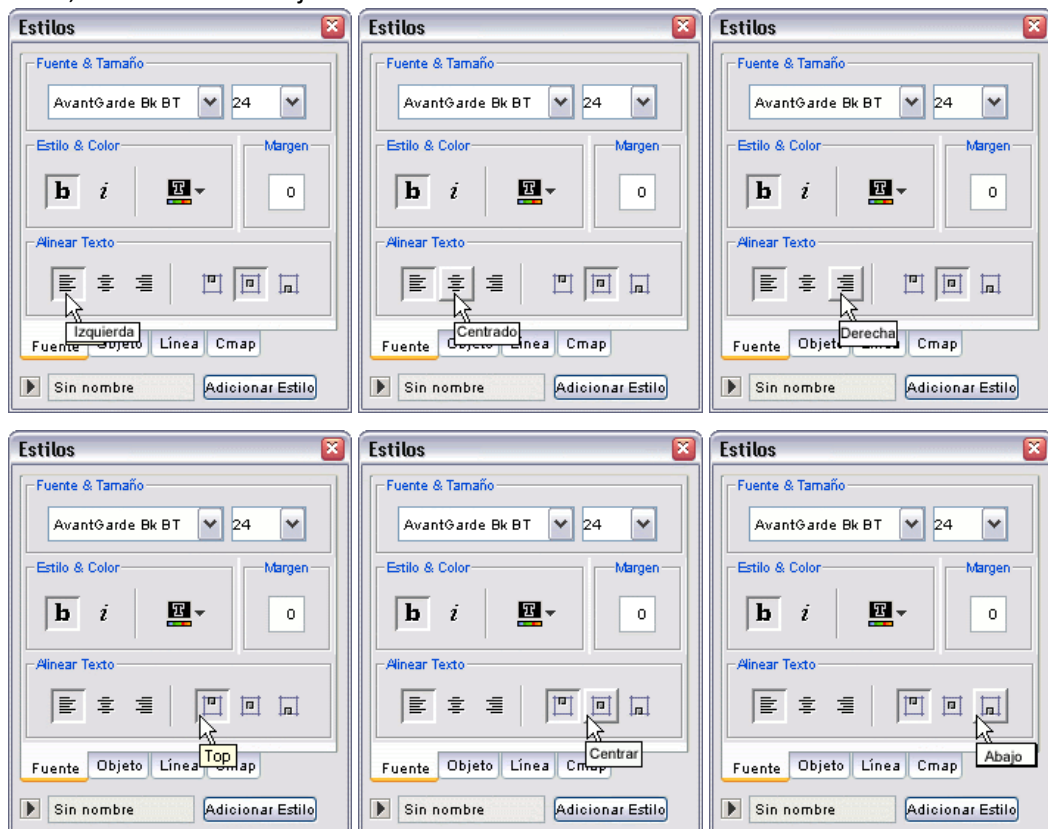 Estilos
Fuente & Tamaño
AvantGarde Bk BT 24
Estilo & Color Margen
b i T 0
Alinear Texto
Izquierda
Fuente Objeto Línea Cmap
Sin nombre Adicionar Estilo
Estilos
Fuente & Tamaño
AvantGarde Bk BT 24
Estilo & Color Margen
b i T 0
Alinear Texto
Centrado
Fuente Objeto Línea Cmap
Sin nombre Adicionar Estilo
Estilos
Fuente & Tamaño
AvantGarde Bk BT 24
Estilo & Color Margen
b i T 0
Alinear Texto
Derecha
Fuente Objeto Cmap
Sin nombre Adicionar Estilo
Estilos
Fuente & Tamaño
AvantGarde Bk BT 24
Estilo & Color Margen
b i T 0
Alinear Texto
Top
Fuente Objeto Línea Cmap
Sin nombre Adicionar Estilo
Estilos
Fuente & Tamaño
AvantGarde Bk BT 24
Estilo & Color Margen
b i T 0
Alinear Texto
Centrar
Fuente Objeto Línea Cmap
Sin nombre Adicionar Estilo
Estilos
Fuente & Tamaño
AvantGarde Bk BT 24
Estilo & Color Margen
b i T 0
Alinear Texto
Abajo
Fuente Objeto Línea Cmap
Sin nombre Adicionar Estilo